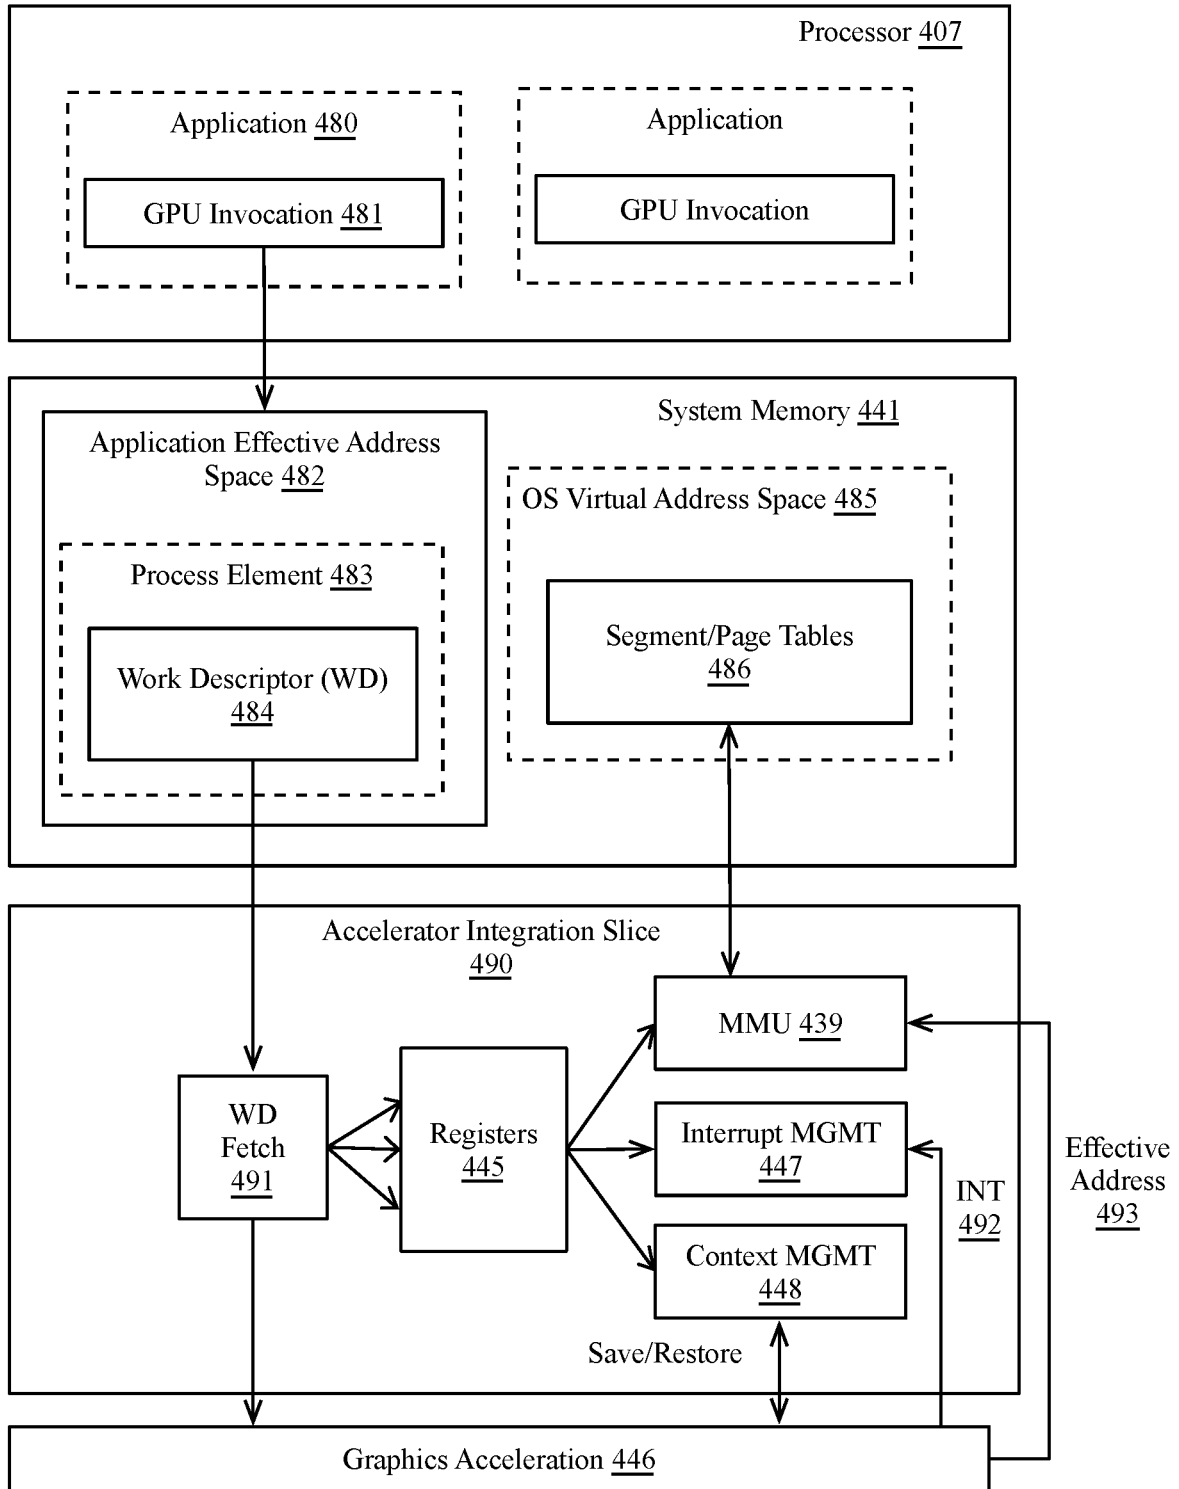 Processor 407
Application 480
GPU Invocation 481
Application
GPU Invocation
System Memory 441
Application Effective Address
Space 482
Process Element 483
Work Descriptor (WD)
484
OS Virtual Address Space 485
Segment/Page Tables
486
Accelerator Integration Slice
490
WD
Fetch
491
Registers
445
MMU 439
Interrupt MGMT
447
Context MGMT
448
Save/Restore
INT
492
Effective
Address
493
Graphics Acceleration 446